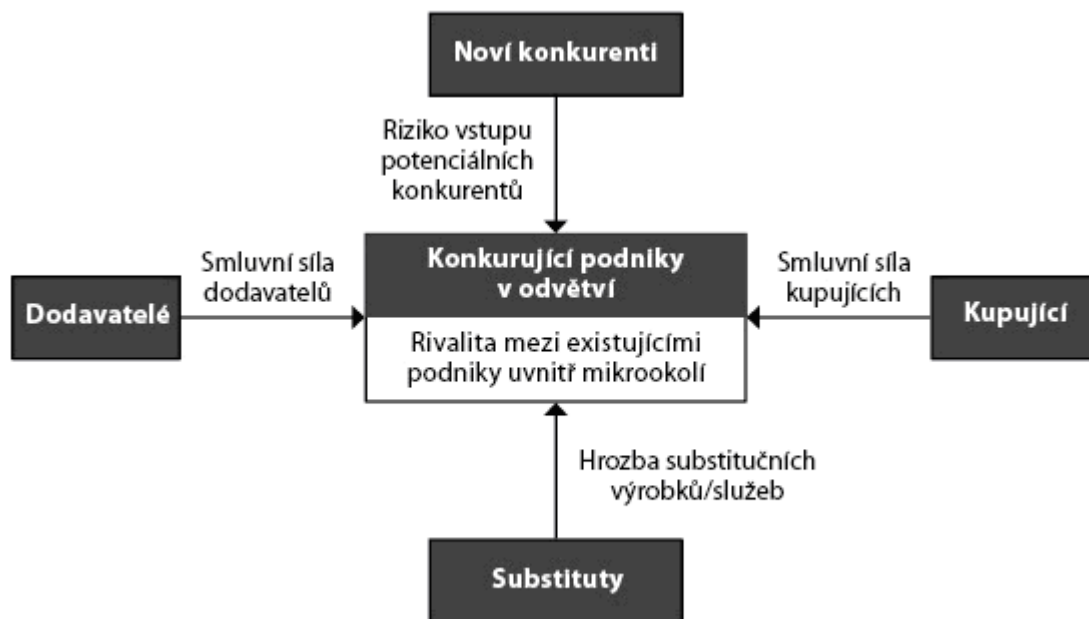 Noví konkurenti
Riziko vstupu
potenciálních
konkurentů
Smluvní síla
dodavatelů
Dodavatelé
Konkurující podniky
v odvětví
Rivalita mezi existujícími
podniky uvnitř mikrookolí
Smluvní síla
kupujících
Kupující
Hrozba substitučních
výrobků/služeb
Substituty